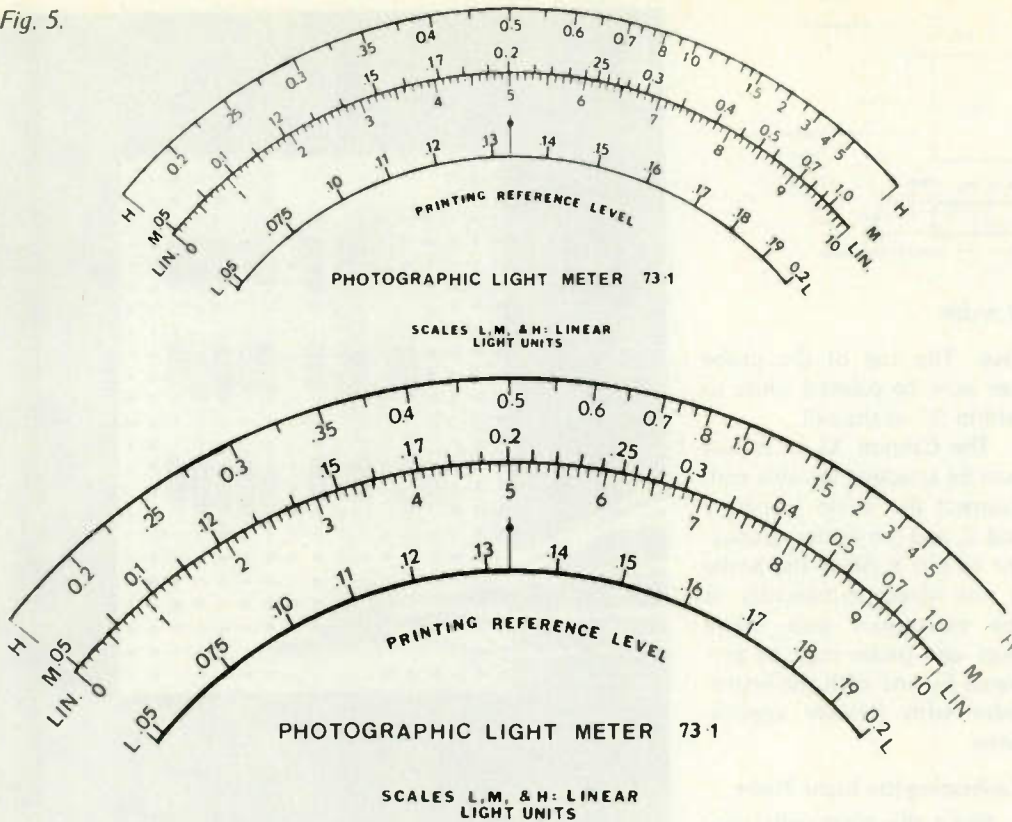 Fig. 5.
H 0.2 .25 0.3 .35 0.4 0.5 0.6 0.7 .8 1.0 1.5 2 3 4 5 H
M .05 0.1 .12 .15 .17 0.2 .25 0.3 0.4 0.5 0.7 1.0 M
LIN. 0 1 2 3 4 5 6 7 8 9 10 LIN.
L .05 .075 .10 .11 .12 .13 .14 .15 .16 .17 .18 .19 0.2 L
PRINTING REFERENCE LEVEL
PHOTOGRAPHIC LIGHT METER 73·1
SCALES L,M, & H: LINEAR
LIGHT UNITS
H 0.2 .25 0.3 .35 0.4 0.5 0.6 0.7 .8 1.0 1.5 2 3 4 5 H
M .05 0.1 .12 .15 .17 0.2 .25 0.3 0.4 0.5 0.7 1.0 M
LIN. 0 1 2 3 4 5 6 7 8 9 10 LIN.
L .05 .075 .10 .11 .12 .13 .14 .15 .16 .17 .18 .19 0.2 L
PRINTING REFERENCE LEVEL
PHOTOGRAPHIC LIGHT METER 73·1
SCALES L,M, & H: LINEAR
LIGHT UNITS